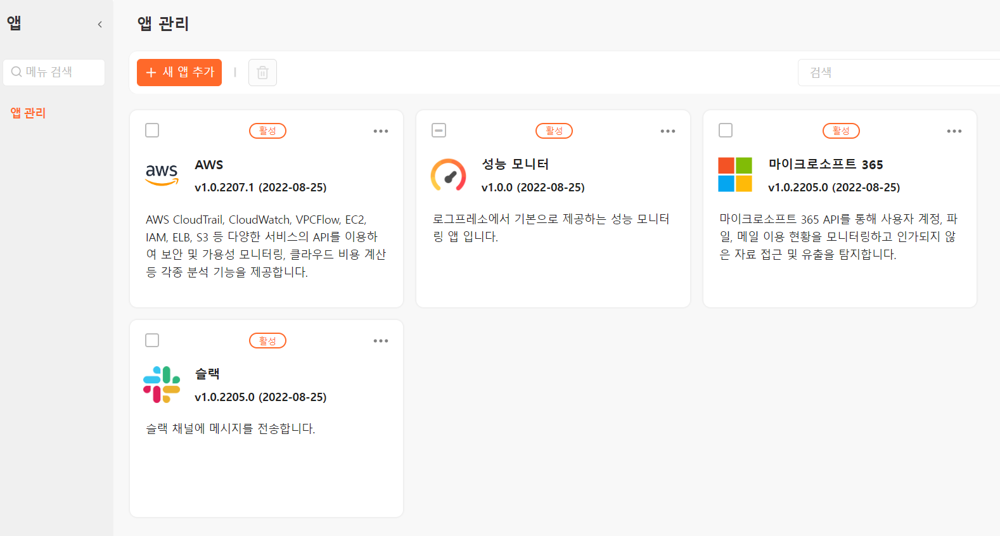 앱
메뉴 검색
앱 관리
앱 관리
새 앱 추가
검색
활성
aws
AWS
v1.0.2207.1 (2022-08-25)
AWS CloudTrail, CloudWatch, VPCFlow, EC2,
IAM, ELB, S3 등 다양한 서비스의 API를 이용하
여 보안 및 가용성 모니터링, 클라우드 비용 계산
등 각종 분석 기능을 제공합니다.
활성
성능 모니터
v1.0.0 (2022-08-25)
로그프레소에서 기본으로 제공하는 성능 모니터
링 앱 입니다.
활성
마이크로소프트 365
v1.0.2205.0 (2022-08-25)
마이크로소프트 365 API를 통해 사용자 계정, 파
일, 메일 이용 현황을 모니터링하고 인가되지 않
은 자료 접근 및 유출을 탐지합니다.
활성
슬랙
v1.0.2205.0 (2022-08-25)
슬랙 채널에 메시지를 전송합니다.